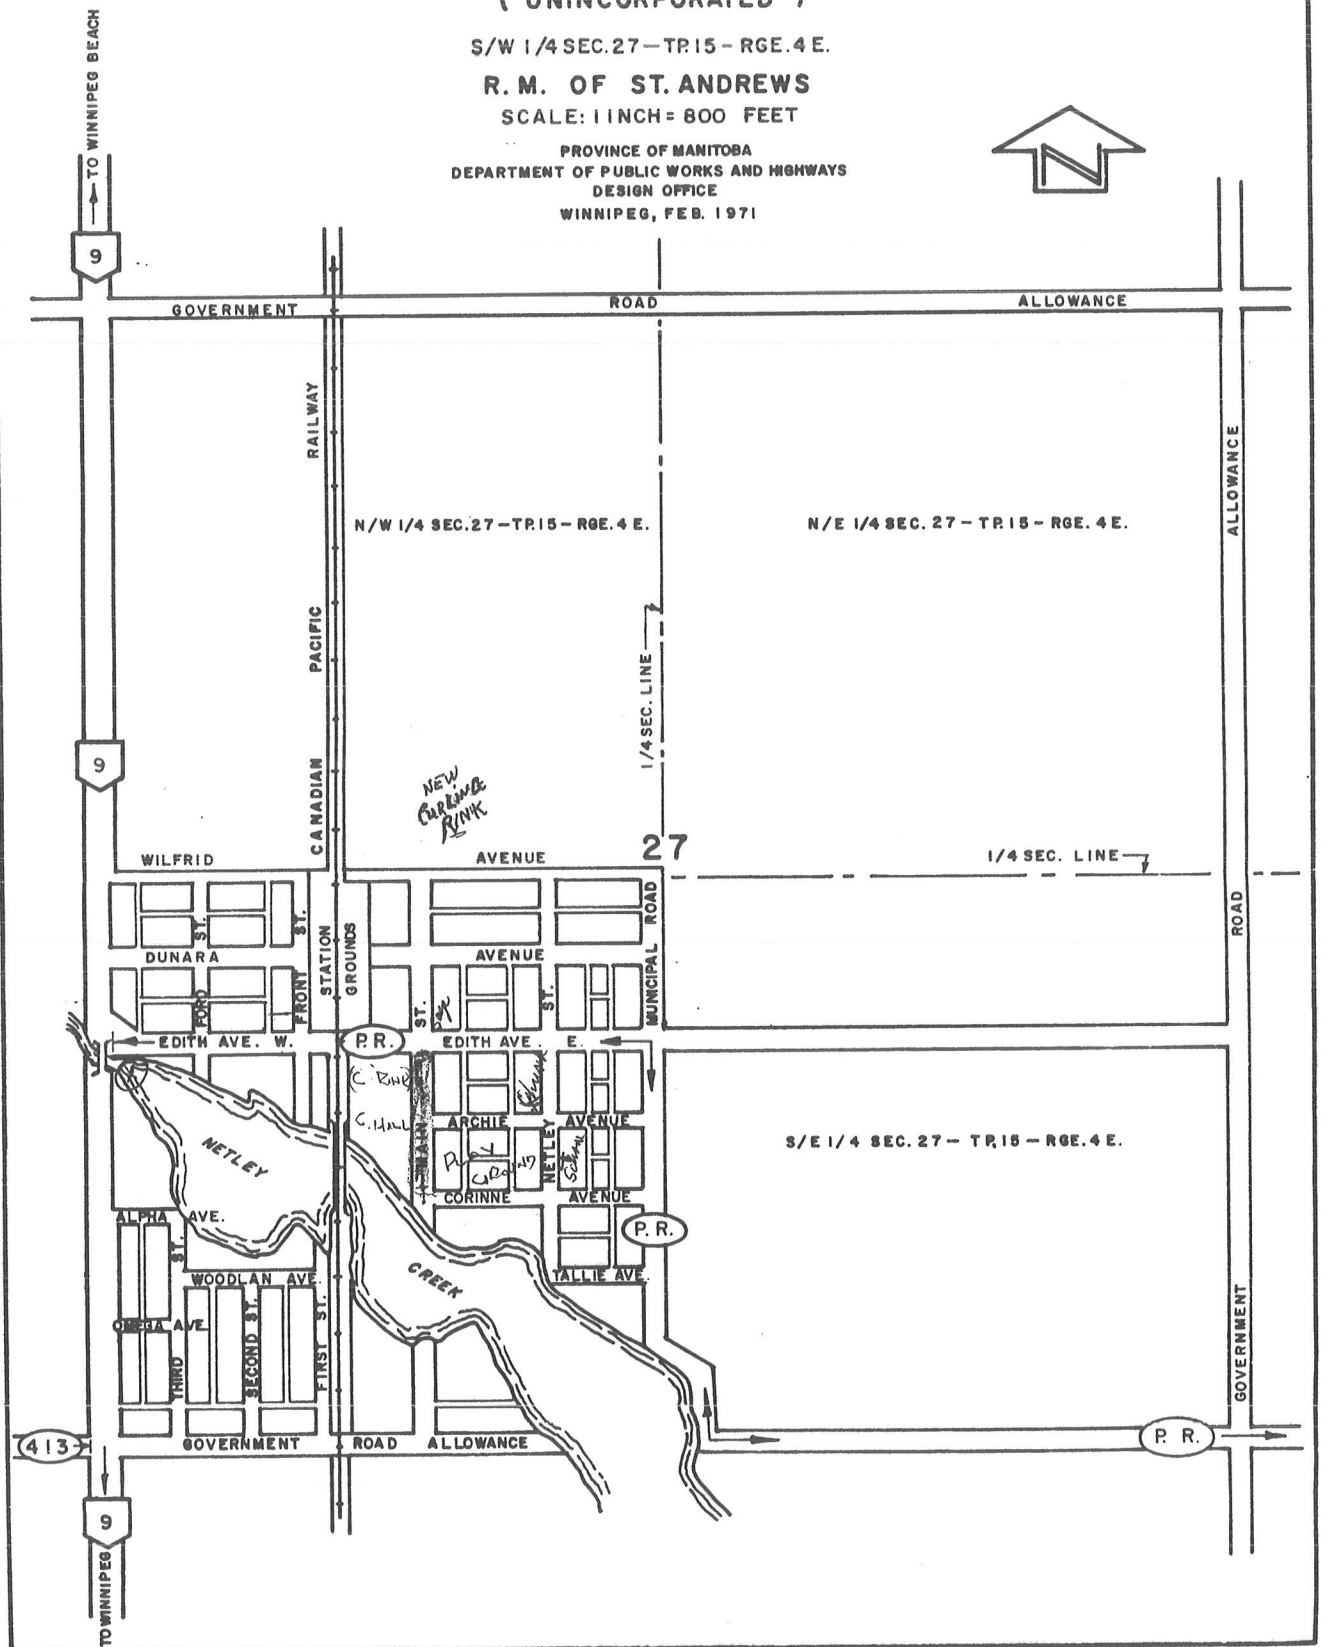 ( UNINCORPORATED )
S/W 1/4 SEC. 27 - TP. 15 - RGE. 4 E.
R. M. OF ST. ANDREWS
SCALE: 1 INCH = 800 FEET
PROVINCE OF MANITOBA
DEPARTMENT OF PUBLIC WORKS AND HIGHWAYS
DESIGN OFFICE
WINNIPEG, FEB. 1971
TO WINNIPEG BEACH
N
9
GOVERNMENT ROAD ALLOWANCE
CANADIAN PACIFIC RAILWAY
N/W 1/4 SEC. 27 - TP. 15 - RGE. 4 E.
N/E 1/4 SEC. 27 - TP. 15 - RGE. 4 E.
GOVERNMENT ROAD ALLOWANCE
1/4 SEC. LINE
9
NEW
CURLING
RINK
27
WILFRID AVENUE
1/4 SEC. LINE
FORD ST.
FRONT ST.
STATION
GROUNDS
MUNICIPAL ROAD
DUNARA AVENUE
MAIN ST.
NETLEY ST.
EDITH AVE. W.
P. R.
EDITH AVE. E.
(C. RINK)
C. HALL
ARCHIE AVENUE
S/E 1/4 SEC. 27 - TP. 15 - RGE. 4 E.
NETLEY
CREEK
PLAY
GROUND
School
CORINNE AVENUE
ALPHA AVE.
P. R.
WOODLAN AVE.
TALLIE AVE.
OMEGA AVE.
THIRD ST.
SECOND ST.
FIRST ST.
413
GOVERNMENT ROAD ALLOWANCE
P. R.
9
TO WINNIPEG